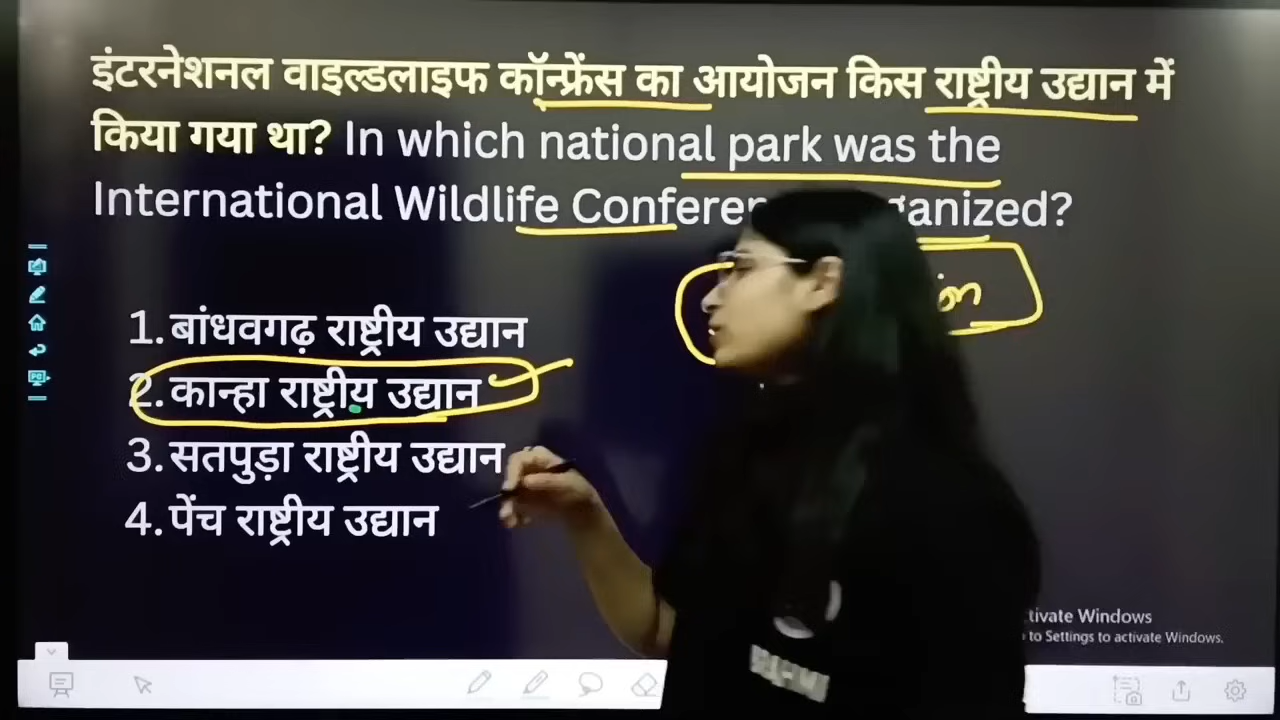 इंटरनेशनल वाइल्डलाइफ कॉन्फ्रेंस का आयोजन किस राष्ट्रीय उद्यान में
किया गया था? In which national park was the
International Wildlife ed?
1. बांधवगढ़ राष्ट्रीय उद्यान
2. कान्हा राष्ट्रीय उद्यान
3. सतपुड़ा राष्ट्रीय उद्यान
4. पेंच राष्ट्रीय उद्यान
tivate Windows
to Settings to activate Windows.